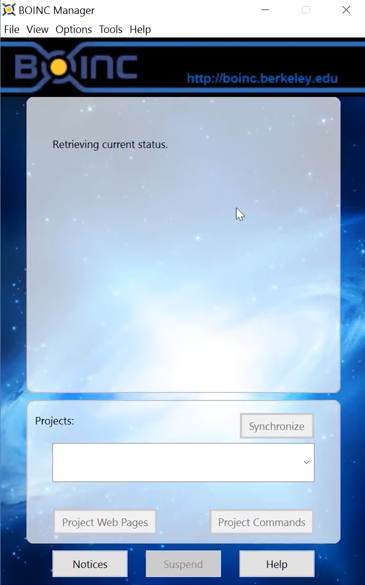 BOINC Manager
File View Options Tools Help
BOINC
http://boinc.berkeley.edu
Retrieving current status.
Projects:
Synchronize
Project Web Pages Project Commands
Notices Suspend Help